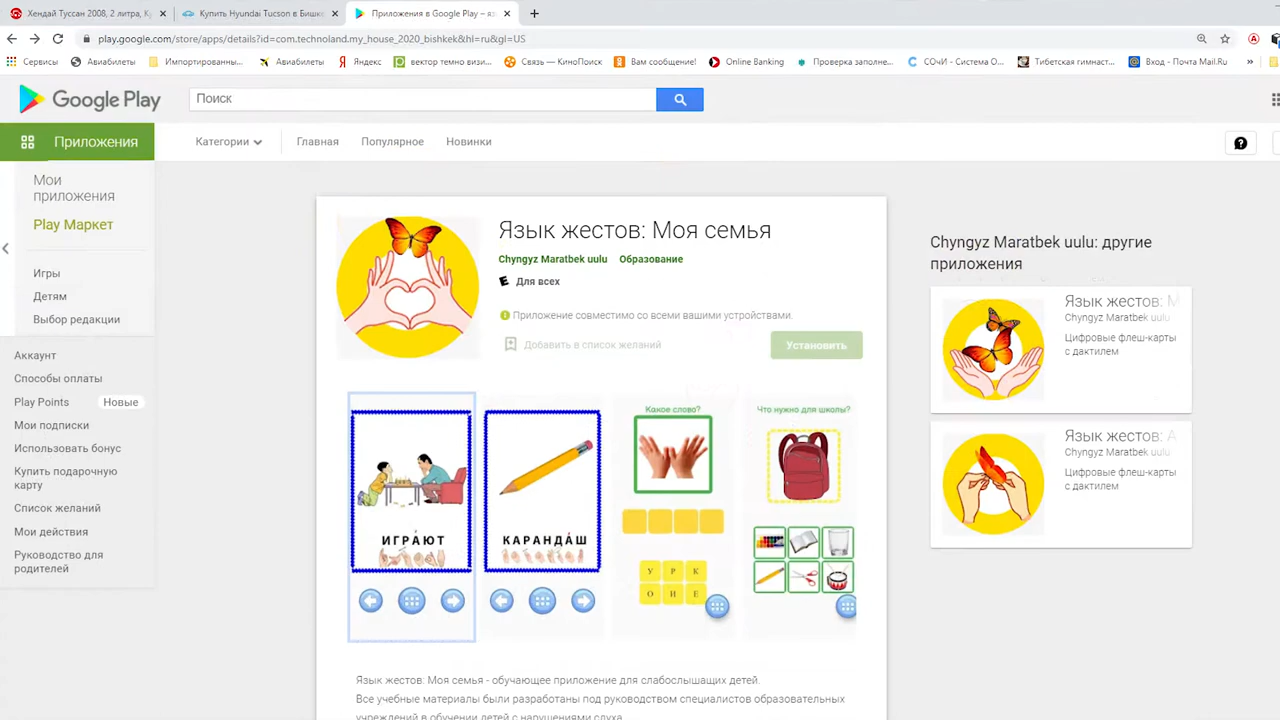 Хендай Туссан 2008, 2 литра, К
Купить Hyundai Tucson в Бишке
Приложения в Google Play – яз
play.google.com/store/apps/details?id=com.technoland.my_house_2020_bishkek&hl=ru&gl=US
Сервисы
Авиабилеты
Импортированны...
Авиабилеты
Яндекс
вектор темно визи...
Связь — КиноПоиск
Вам сообщение!
Online Banking
Проверка заполне...
СОчИ - Система О...
Тибетская гимнаст...
Вход - Почта Mail.Ru
Google Play
Поиск
Приложения
Категории
Главная
Популярное
Новинки
Мои
приложения
Play Маркет
Игры
Детям
Выбор редакции
Аккаунт
Способы оплаты
Play Points Новые
Мои подписки
Использовать бонус
Купить подарочную
карту
Список желаний
Мои действия
Руководство для
родителей
Язык жестов: Моя семья
Chyngyz Maratbek uulu Образование
Для всех
Приложение совместимо со всеми вашими устройствами.
Добавить в список желаний
Установить
ИГРАЮТ
КАРАНДАШ
Какое слово?
У Р К
О И Ё
Что нужно для школы?
Язык жестов: Моя семья - обучающее приложение для слабослышащих детей.
Все учебные материалы были разработаны под руководством специалистов образовательных
учреждений в обучении детей с нарушениями слуха.
Chyngyz Maratbek uulu: другие
приложения
Язык жестов: М
Chyngyz Maratbek uulu
Цифровые флеш-карты
с дактилем
Язык жестов: А
Chyngyz Maratbek uulu
Цифровые флеш-карты
с дактилем